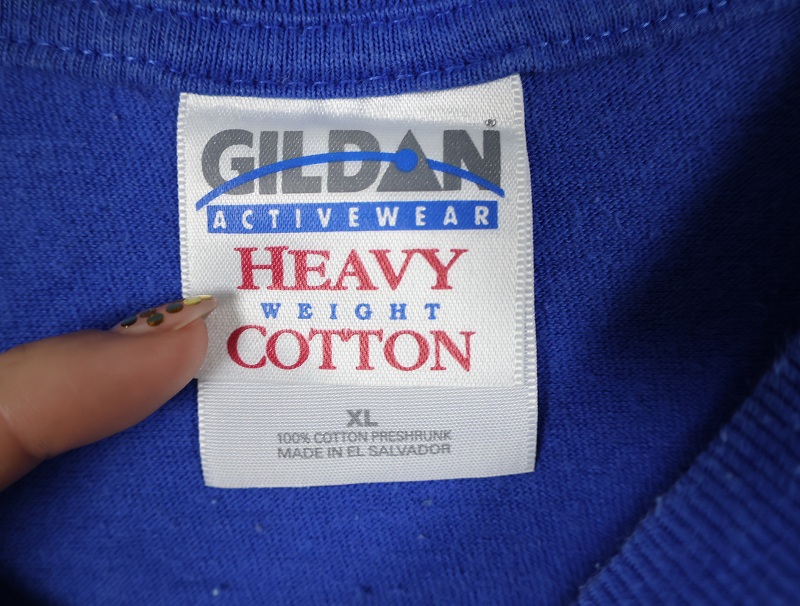 GILDAN®
ACTIVEWEAR
HEAVY
WEIGHT
COTTON
XL
100% COTTON PRESHRUNK
MADE IN EL SALVADOR